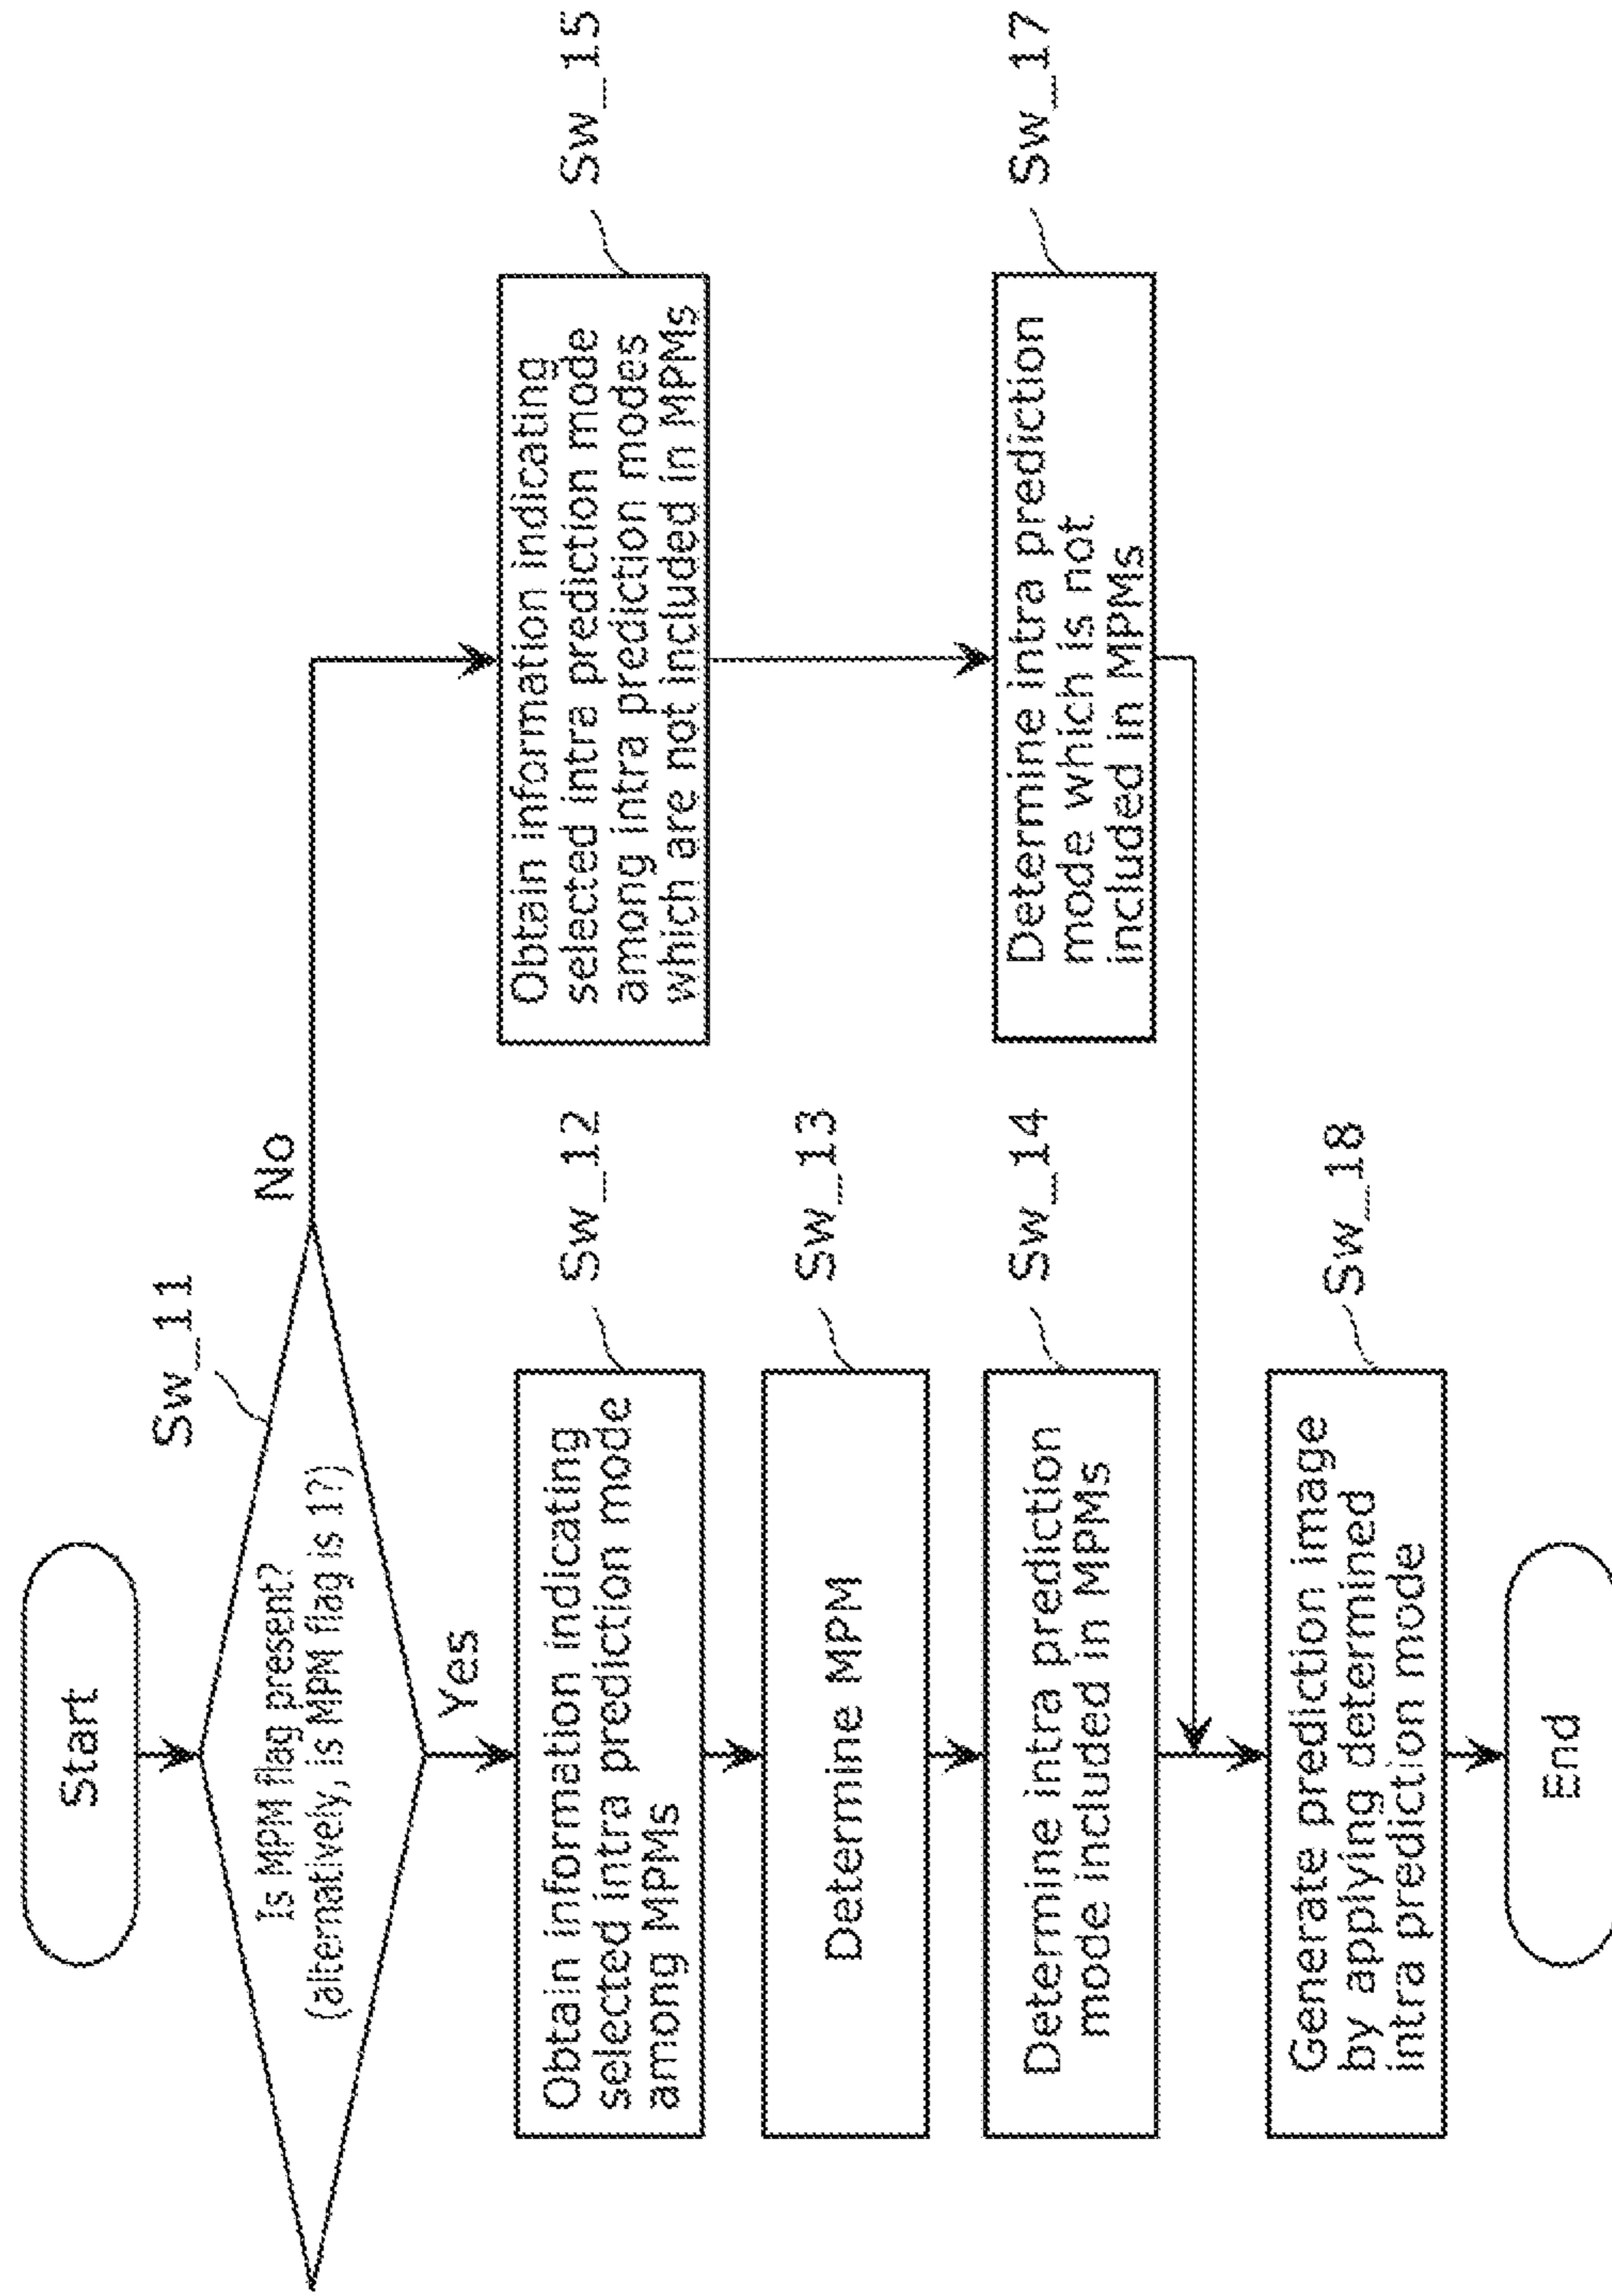 Start
Sw_11
Is MPM flag present?
(alternatively, is MPM flag is 1?)
No
Yes
Obtain information indicating
selected intra prediction mode
among MPMs
Sw_12
Obtain information indicating
selected intra prediction mode
among intra prediction modes
which are not included in MPMs
Sw_15
Determine MPM
Sw_13
Determine intra prediction
mode included in MPMs
Sw_14
Determine intra prediction
mode which is not
included in MPMs
Sw_17
Generate prediction image
by applying determined
intra prediction mode
Sw_18
End